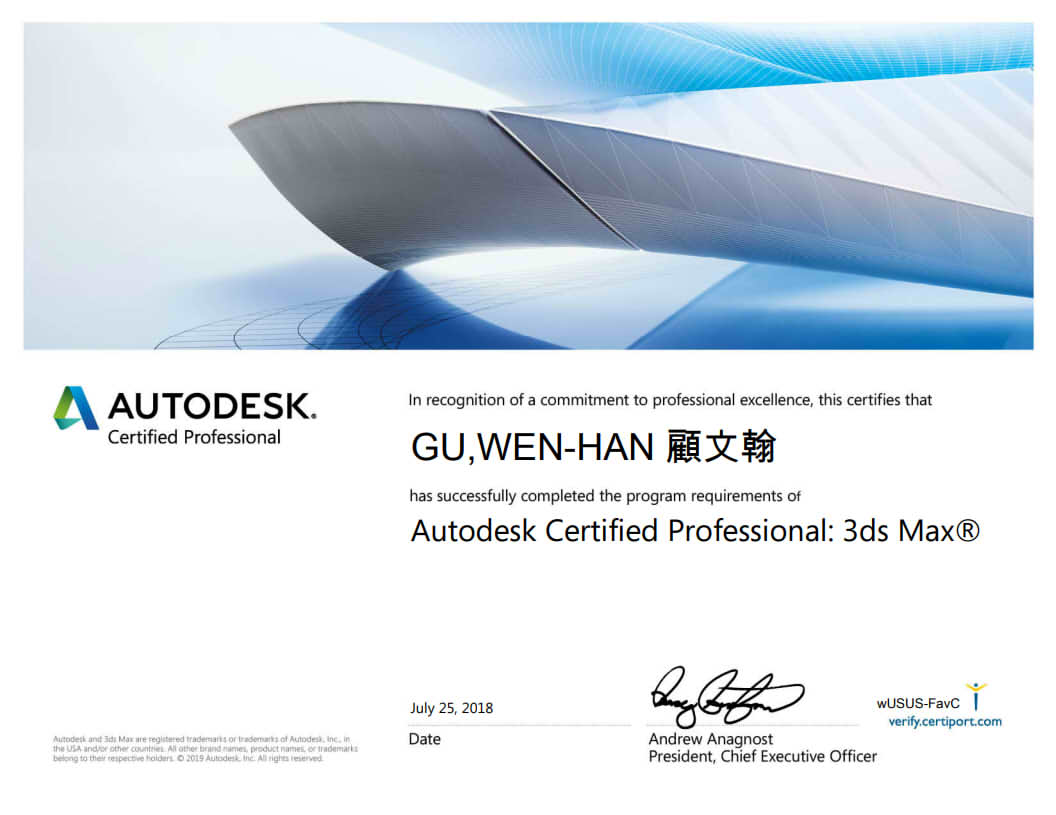 AUTODESK®
Certified Professional
In recognition of a commitment to professional excellence, this certifies that
GU,WEN-HAN 顧文翰
has successfully completed the program requirements of
Autodesk Certified Professional: 3ds Max®
July 25, 2018
Date
Andrew Anagnost
President, Chief Executive Officer
wUSUS-FavC
verify.certiport.com
Autodesk and 3ds Max are registered trademarks or trademarks of Autodesk, Inc., in
the USA and/or other countries. All other brand names, product names, or trademarks
belong to their respective holders. © 2019 Autodesk, Inc. All rights reserved.